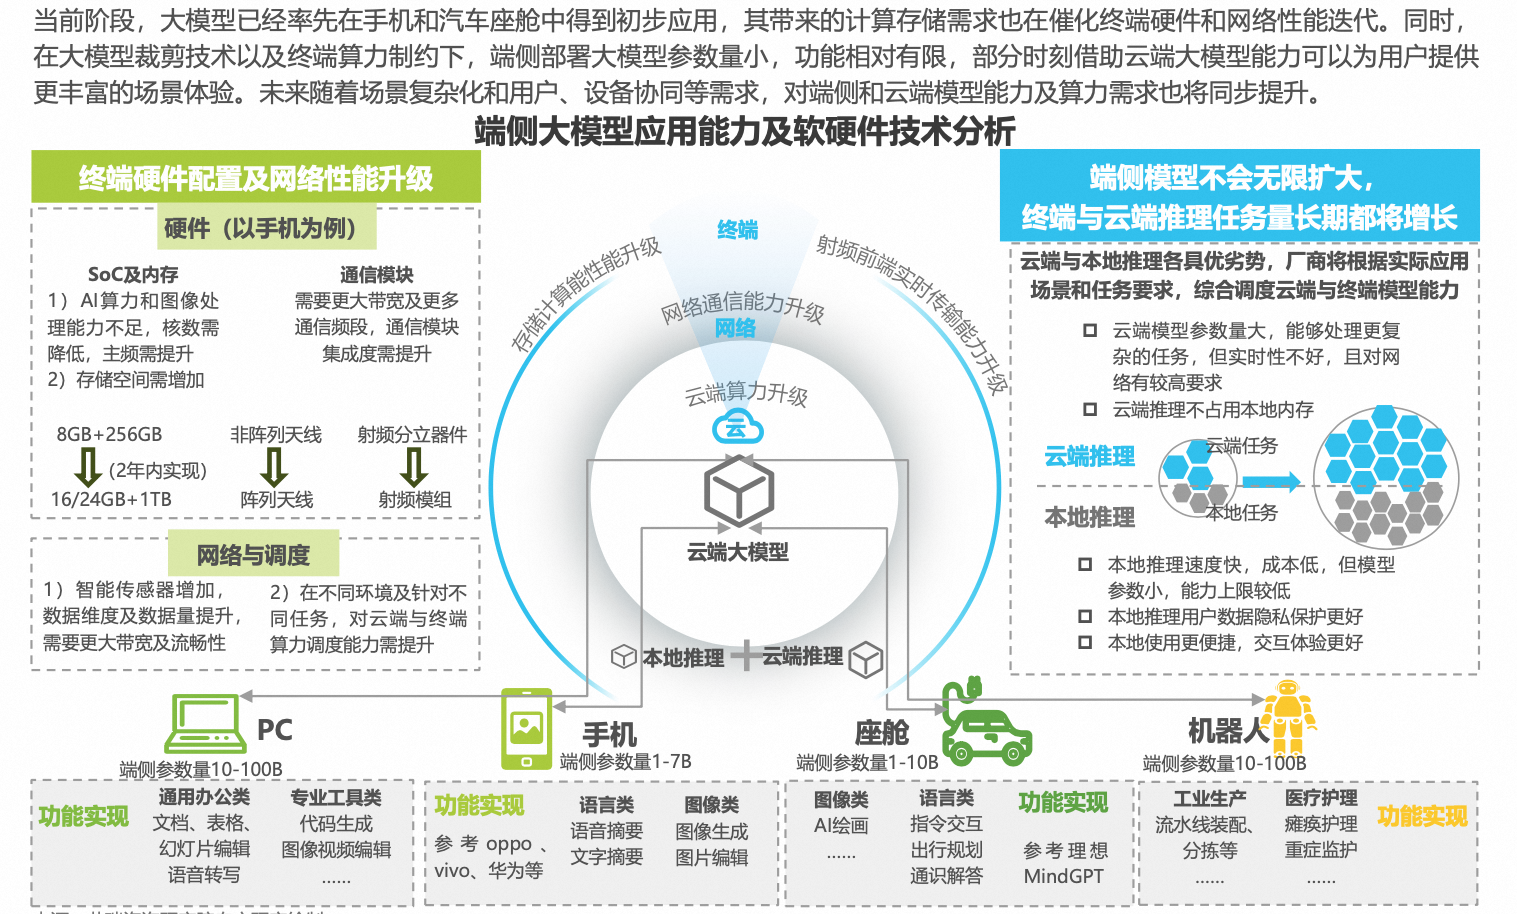 当前阶段，大模型已经率先在手机和汽车座舱中得到初步应用，其带来的计算存储需求也在催化终端硬件和网络性能迭代。同时，
在大模型裁剪技术以及终端算力制约下，端侧部署大模型参数量小，功能相对有限，部分时刻借助云端大模型能力可以为用户提供
更丰富的场景体验。未来随着场景复杂化和用户、设备协同等需求，对端侧和云端模型能力及算力需求也将同步提升。
端侧大模型应用能力及软硬件技术分析
终端硬件配置及网络性能升级
硬件（以手机为例）
SoC及内存
1）AI算力和图像处
理能力不足，核数需
降低，主频需提升
2）存储空间需增加
通信模块
需要更大带宽及更多
通信频段，通信模块
集成度需提升
8GB+256GB
(2年内实现)
16/24GB+1TB
非阵列天线
阵列天线
射频分立器件
射频模组
网络与调度
1）智能传感器增加，
数据维度及数据量提升，
需要更大带宽及流畅性
2）在不同环境及针对不
同任务，对云端与终端
算力调度能力需提升
终端
存储计算能性能升级
射频前端实时传输能力升级
网络通信能力升级
网络
云端算力升级
云
云端大模型
本地推理
云端推理
端侧模型不会无限扩大，
终端与云端推理任务量长期都将增长
云端与本地推理各具优劣势，厂商将根据实际应用
场景和任务要求，综合调度云端与终端模型能力
云端模型参数量大，能够处理更复
杂的任务，但实时性不好，且对网
络有较高要求
云端推理不占用本地内存
云端推理
云端任务
本地推理
本地任务
本地推理速度快，成本低，但模型
参数小，能力上限较低
本地推理用户数据隐私保护更好
本地使用更便捷，交互体验更好
PC
端侧参数量10-100B
手机
端侧参数量1-7B
座舱
端侧参数量1-10B
机器人
端侧参数量10-100B
功能实现
通用办公类
文档、表格、
幻灯片编辑
语音转写
专业工具类
代码生成
图像视频编辑
......
功能实现
参考oppo、
vivo、华为等
语言类
语音摘要
文字摘要
图像类
图像生成
图片编辑
图像类
AI绘画
......
语言类
指令交互
出行规划
通识解答
功能实现
参考理想
MindGPT
工业生产
流水线装配、
分拣等
......
医疗护理
瘫痪护理
重症监护
......
功能实现